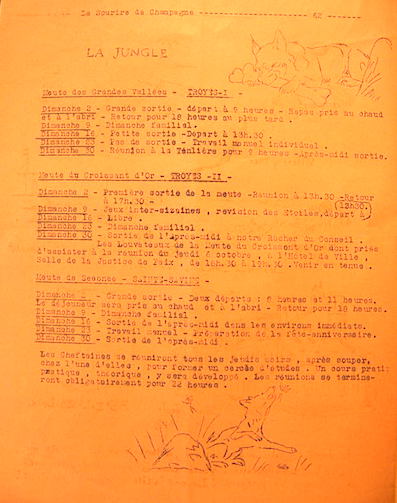 Le Sourire de Champagne -------------------- 62 ---
LA JUNGLE
Meute des Grandes Vallées - TROYES-I -
Dimanche 2 - Grande sortie - départ à 9 heures - Repas pris au chaud
et à l'abri - Retour pour 18 heures au plus tard .
Dimanche 9 - Dimanche familial.
Dimanche 16 - Petite sortie -Départ à 13h.30 .
Dimanche 23 - Pas de sortie - Travail manuel individuel .
Dimanche 30 - Réunion à la Tanière pour 9 heures -Après-midi sortie.
Meute du Croissant d'Or - TROYES -II -
Dimanche 2 - Première sortie de la meute -Réunion à 13h.30 -Retour
à 17h.30 -
Dimanche 9 - Jeux inter-sizaines , revision des Etoiles,départ à
(13h30.
Dimanche 16 - Libre .
Dimanche 23 - Dimanche familial .
Dimanche 30 - Sortie de l'après-midi à notre Rocher du Conseil .
Les Louveteaux de la Meute du Croissant d'Or sont priés
d'assister à la reunion du jeudi 6 octobre , à l'Hôtel de Ville ,
Salle de la Justice de Paix , de 18h.30 à 19h.30 .Venir en tenue .
Meute de Seeonee - SAINTE-SAVINE -
Dimanche 2 - Grande sortie - Deux départs : 8 heures et 11 heures.
Le déjeuner sera pris au chaud et à l'abri - Retour pour 18 heures.
Dimanche 9 - Dimanche familial .
Dimanche 16 - Sortie de l'après-midi dans les environs immédiats.
Dimanche 23 - Travail manuel - Préparation de la fête-anniversaire.
Dimanche 30 - Sortie de l'après-midi .
Les Cheftaines se réuniront tous les jeudis soirs , après souper,
chez l'une d'elles , pour former un cercle d'études . Un cours prati-
pratique , théorique , y sera développé . Les réunions se termine-
ront obligatoirement pour 22 heures .